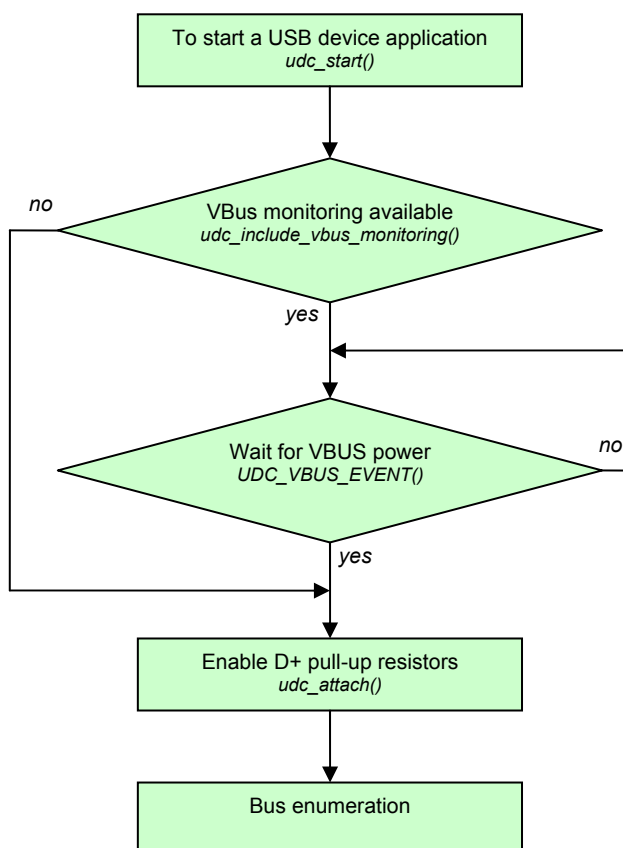 To start a USB device application
udc_start()
no
VBus monitoring available
udc_include_vbus_monitoring()
yes
Wait for VBUS power
UDC_VBUS_EVENT()
no
yes
Enable D+ pull-up resistors
udc_attach()
Bus enumeration